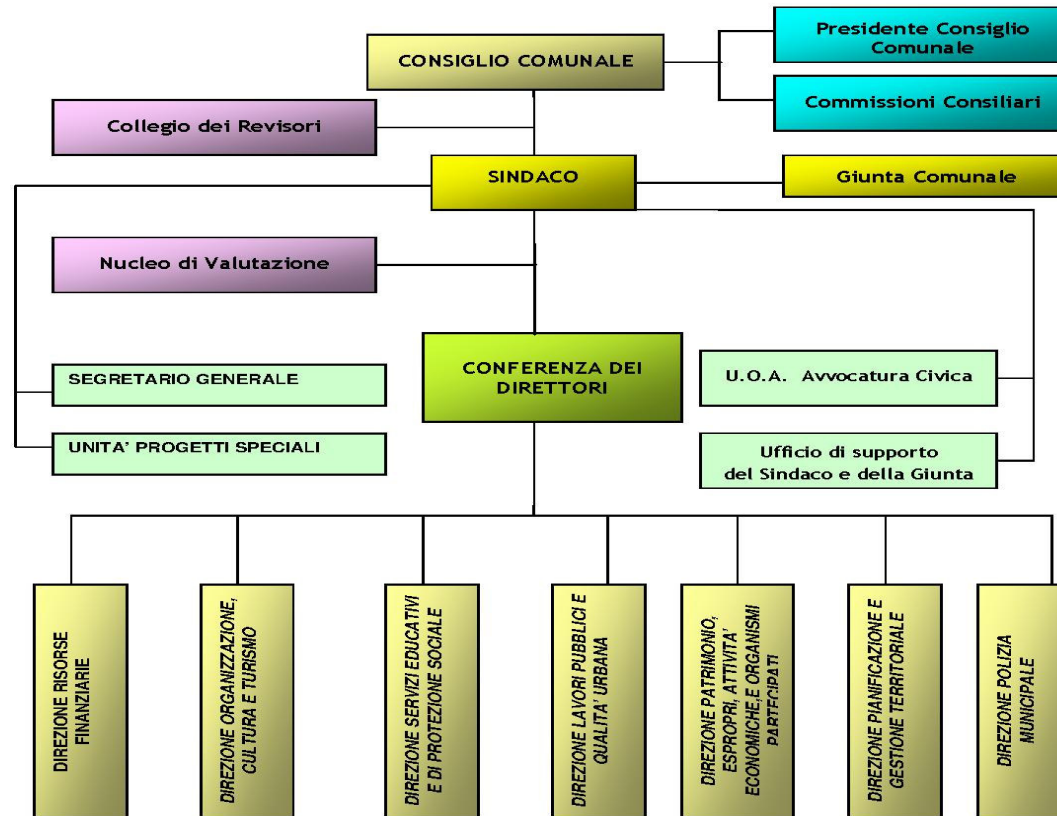 Presidente Consiglio
Comunale
CONSIGLIO COMUNALE
Commissioni Consiliari
Collegio dei Revisori
SINDACO
Giunta Comunale
Nucleo di Valutazione
CONFERENZA DEI
DIRETTORI
SEGRETARIO GENERALE
U.O.A. Avvocatura Civica
UNITA' PROGETTI SPECIALI
Ufficio di supporto
del Sindaco e della Giunta
DIREZIONE RISORSE
FINANZIARIE
DIREZIONE ORGANIZZAZIONE,
CULTURA E TURISMO
DIREZIONE SERVIZI EDUCATIVI
E DI PROTEZIONE SOCIALE
DIREZIONE LAVORI PUBBLICI E
QUALITA' URBANA
DIREZIONE PATRIMONIO,
ESPROPRI, ATTIVITA'
ECONOMICHE,E ORGANISMI
PARTECIPATI
DIREZIONE PIANIFICAZIONE E
GESTIONE TERRITORIALE
DIREZIONE POLIZIA
MUNICIPALE